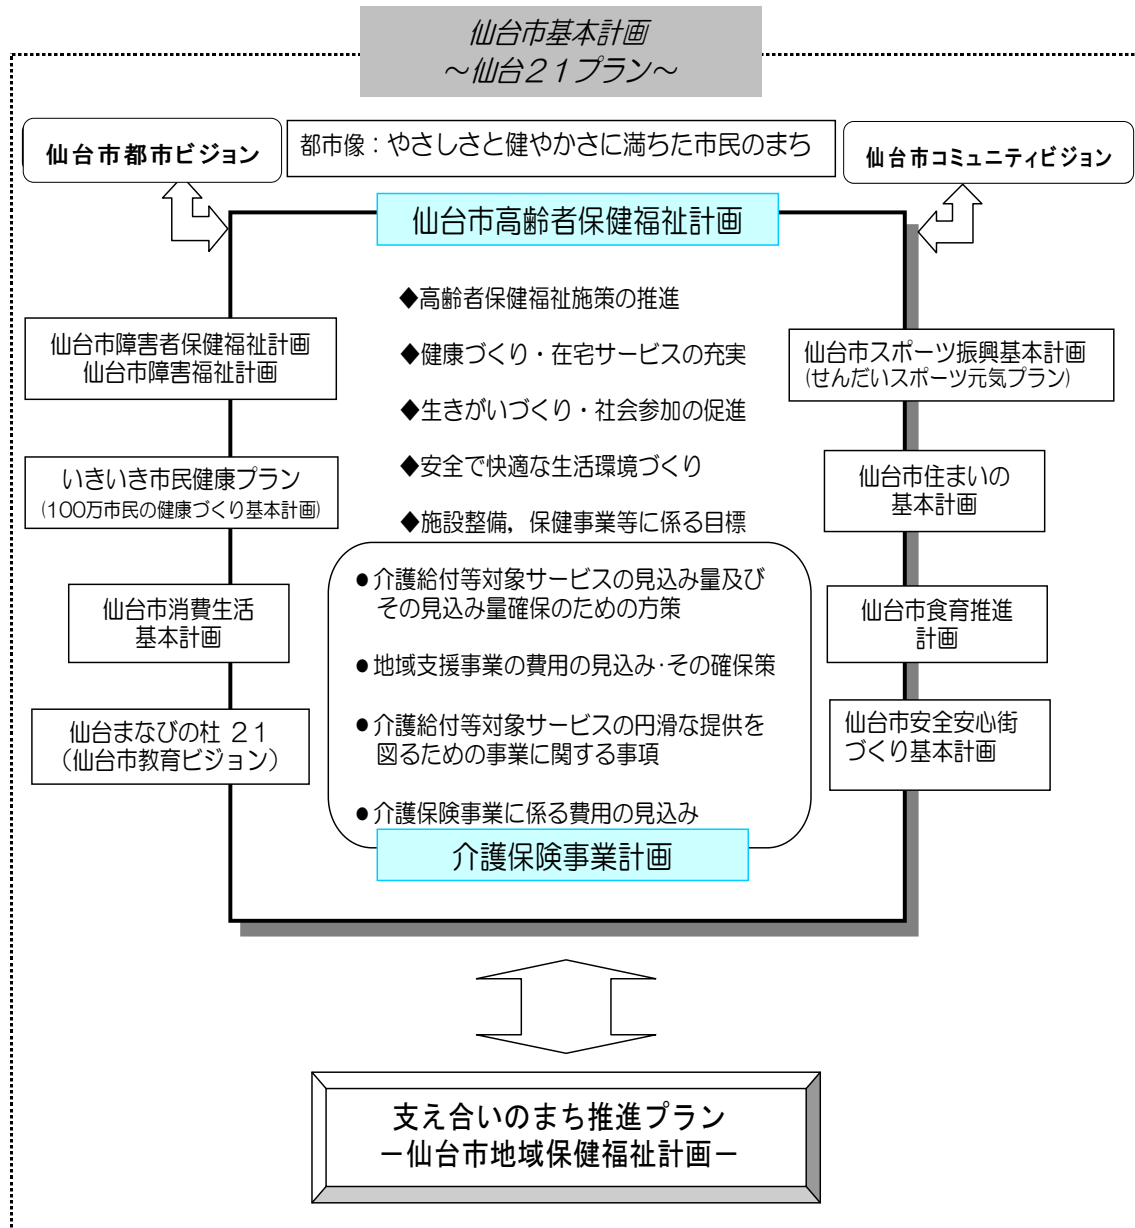 仙台市基本計画
～仙台２１プラン～
仙台市都市ビジョン
都市像：やさしさと健やかさに満ちた市民のまち
仙台市コミュニティビジョン
仙台市高齢者保健福祉計画
◆高齢者保健福祉施策の推進
◆健康づくり・在宅サービスの充実
◆生きがいづくり・社会参加の促進
◆安全で快適な生活環境づくり
◆施設整備，保健事業等に係る目標
仙台市障害者保健福祉計画
仙台市障害福祉計画
いきいき市民健康プラン
(100万市民の健康づくり基本計画)
仙台市消費生活
基本計画
仙台まなびの杜 21
（仙台市教育ビジョン）
仙台市スポーツ振興基本計画
(せんだいスポーツ元気プラン)
仙台市住まいの
基本計画
仙台市食育推進
計画
仙台市安全安心街
づくり基本計画
●介護給付等対象サービスの見込み量及び
その見込み量確保のための方策
●地域支援事業の費用の見込み･その確保策
●介護給付等対象サービスの円滑な提供を
図るための事業に関する事項
●介護保険事業に係る費用の見込み
介護保険事業計画
支え合いのまち推進プラン
－仙台市地域保健福祉計画－